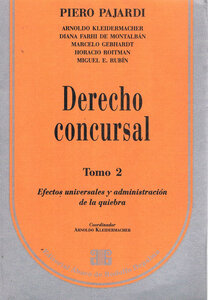 PIERO PAJARDI
ARNOLDO KLEIDERMACHER
DIANA FARHI DE MONTALBÁN
MARCELO GEBHARDT
HORACIO ROITMAN
MIGUEL E. RUBÍN
Derecho
concursal
Tomo 2
Efectos universales y administración
de la quiebra
Coordinador
ARNOLDO KLEIDERMACHER